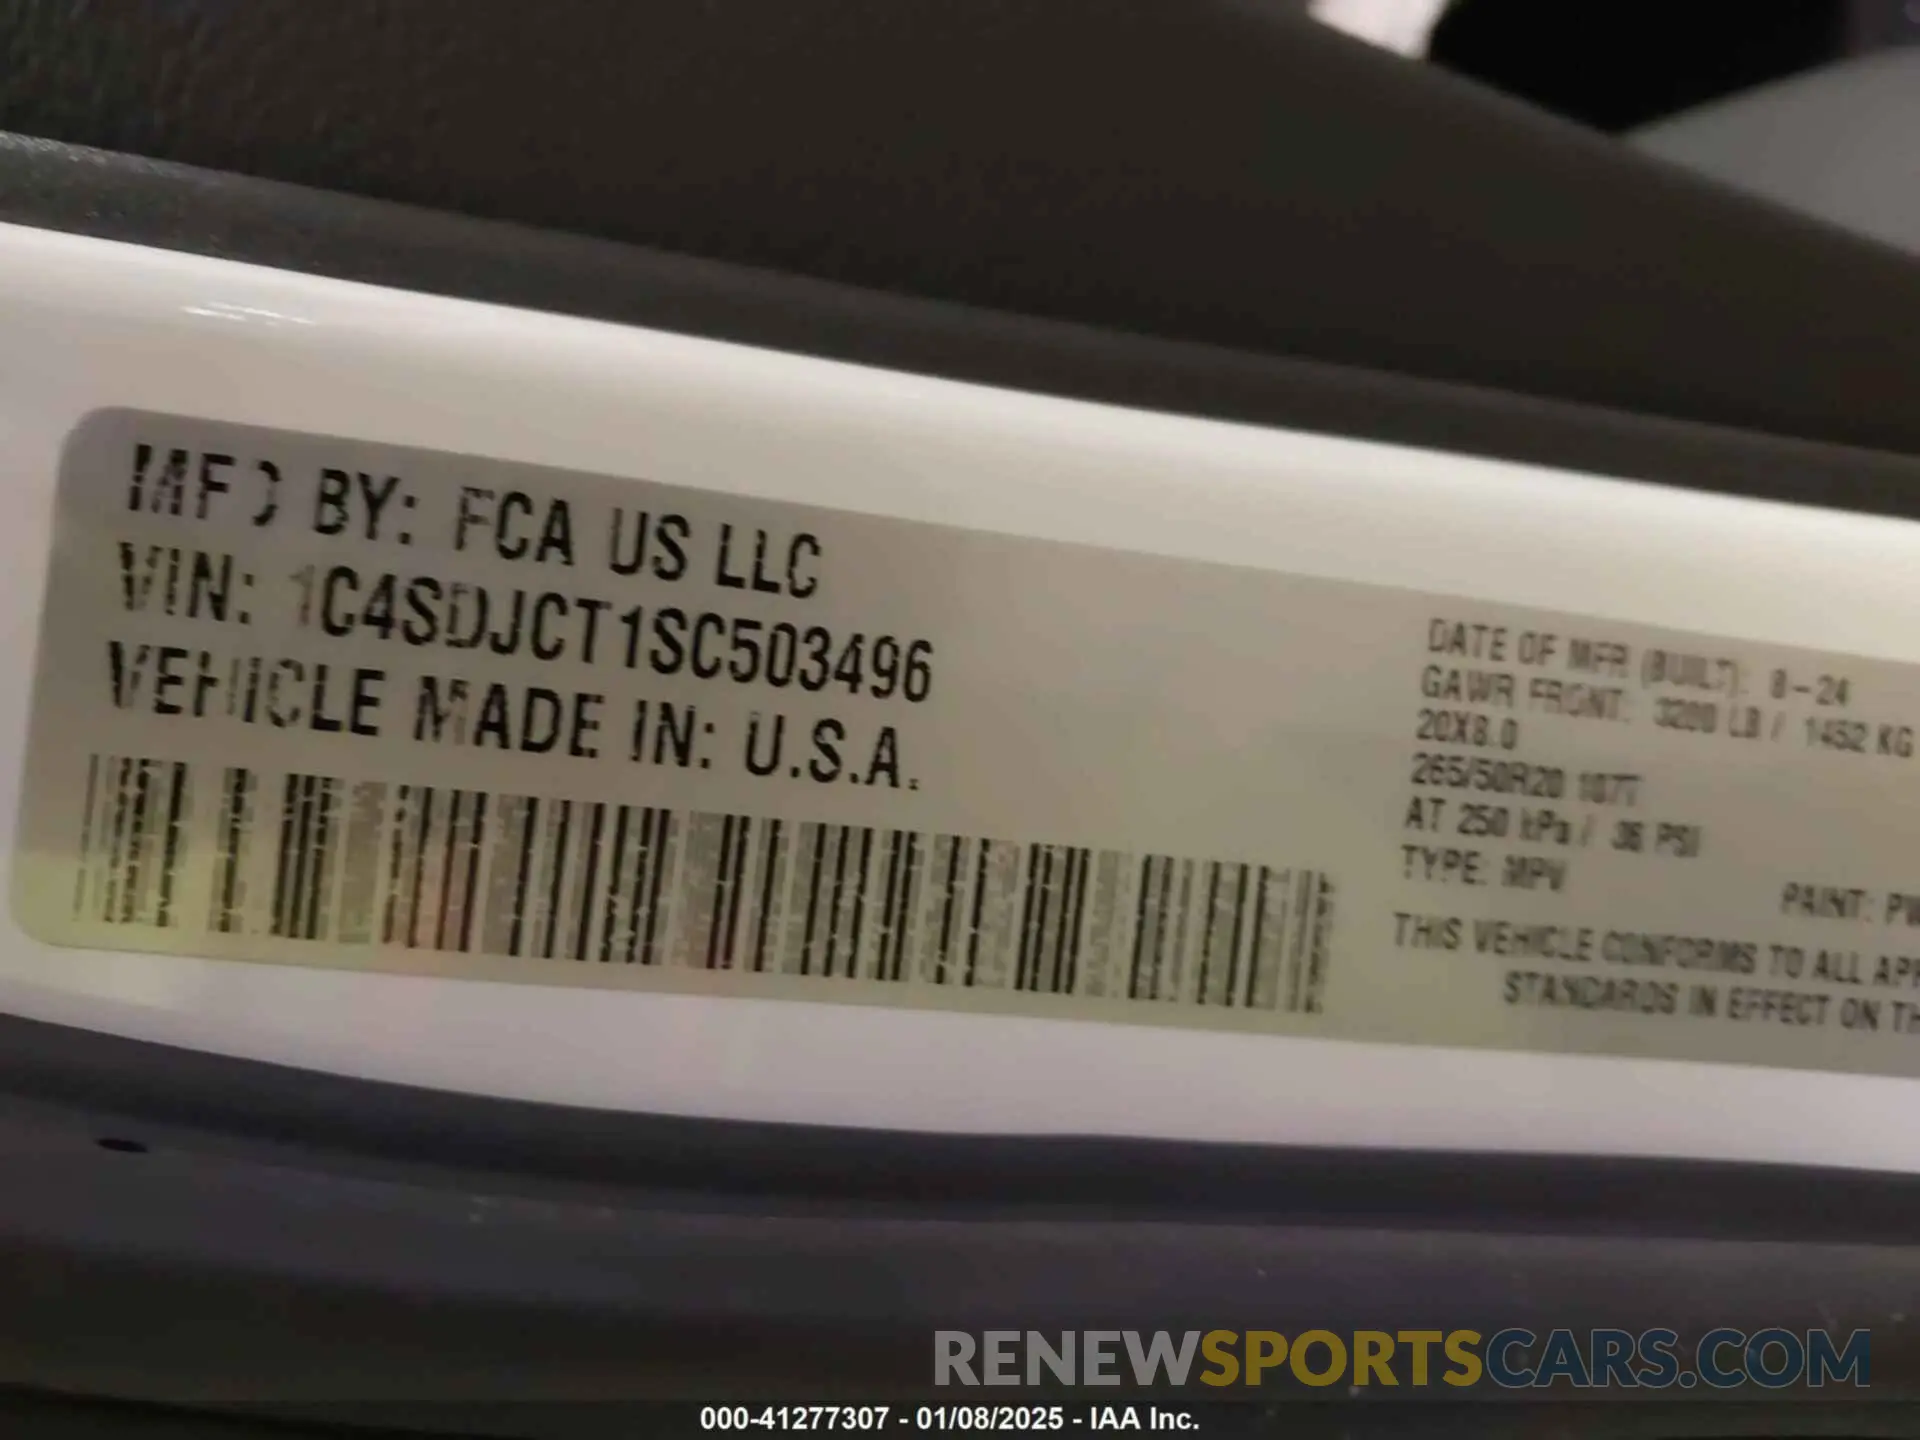 MFD BY: FCA US LLC
VIN: 1C4SDJCT1SC503496
VEHICLE MADE IN: U.S.A.
DATE OF MFR (BUILT): 8-24
GAWR FRONT: 3200 LB / 1452 KG
20X8.0
265/50R20 107T
AT 250 kPa / 36 PSI
TYPE: MPV
PAINT: PW
THIS VEHICLE CONFORMS TO ALL APP
STANDARDS IN EFFECT ON TH
RENEWSPORTSCARS.COM
000-41277307 - 01/08/2025 - IAA Inc.